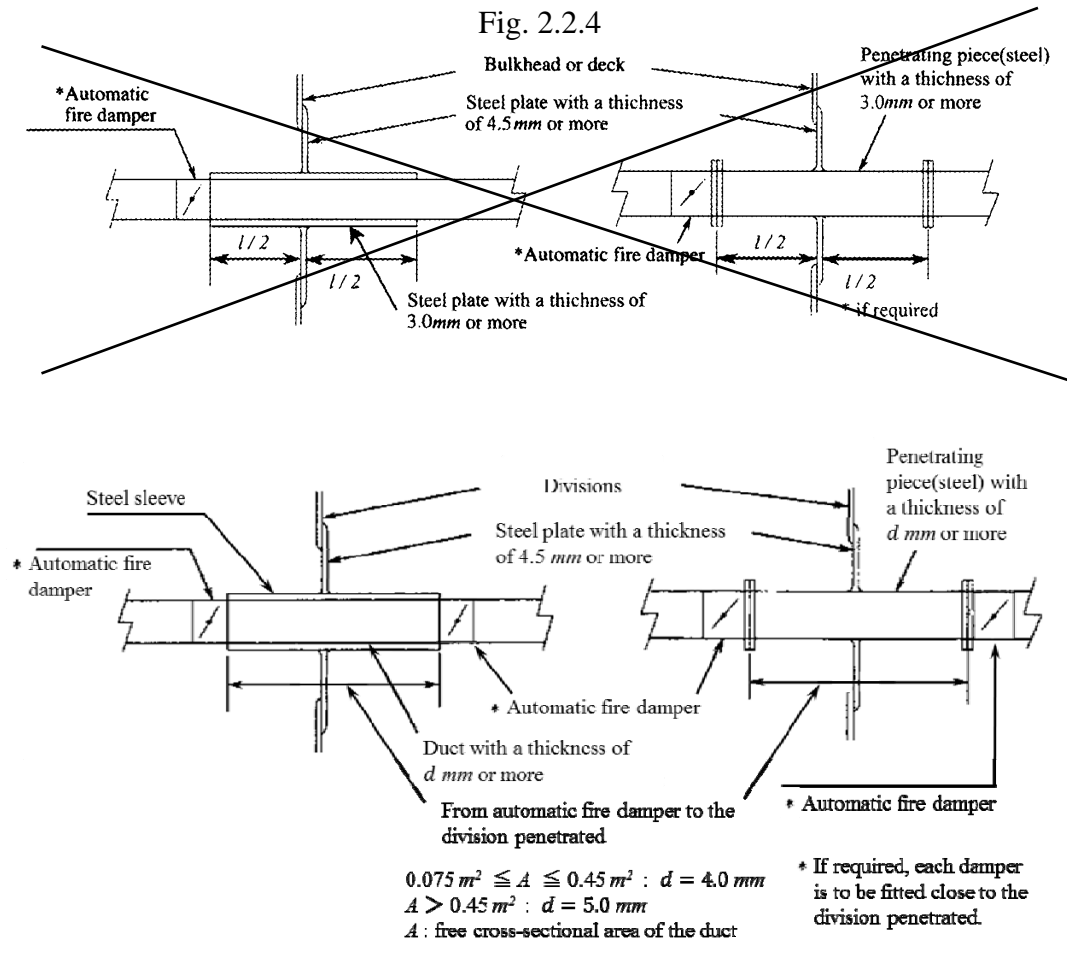 Fig. 2.2.4
*Automatic
fire damper
Bulkhead or deck
Steel plate with a thichness
of 4.5mm or more
Penetrating piece(steel)
with a thickness of
3.0mm or more
l/2
l/2
*Automatic fire damper
l/2
l/2
Steel plate with a thichness of
3.0mm or more
* if required
Steel sleeve
* Automatic fire
damper
Divisions
Steel plate with a thickness
of 4.5 mm or more
Penetrating
piece(steel) with
a thickness of
d mm or more
* Automatic fire damper
Duct with a thickness of
d mm or more
From automatic fire damper to the
division penetrated
* Automatic fire damper
0.075 m² ≦ A ≦ 0.45 m² : d = 4.0 mm
A > 0.45 m² : d = 5.0 mm
A : free cross-sectional area of the duct
* If required, each damper
is to be fitted close to the
division penetrated.